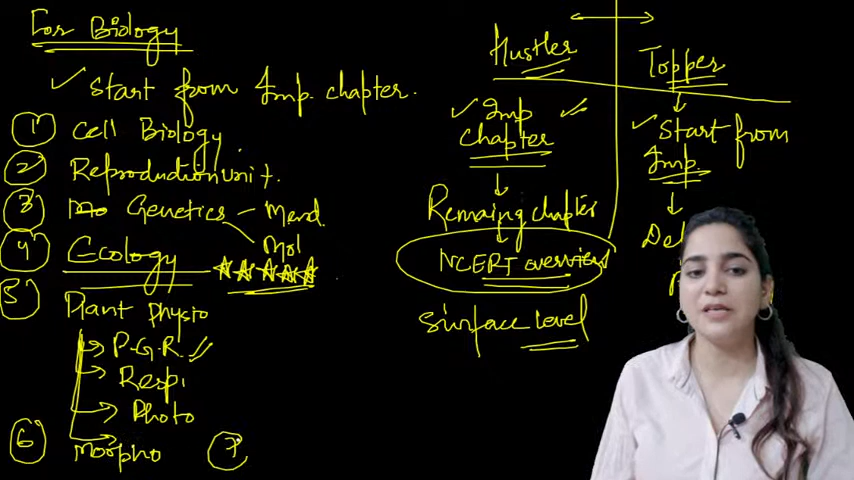 For Biology
✓ Start from Imp. chapter.
1 Cell Biology
2 Reproduction unit.
3 Genetics - Mend.
Mol
4 Ecology ☆☆☆☆☆
5 Plant Physio
P.G.R. ✓
Respi
Photo
6 Morpho 7
Hustler
✓ Imp ✓
chapter
Remaing chapter
NCERT overview
Surface level
Topper
✓ Start from
Imp.